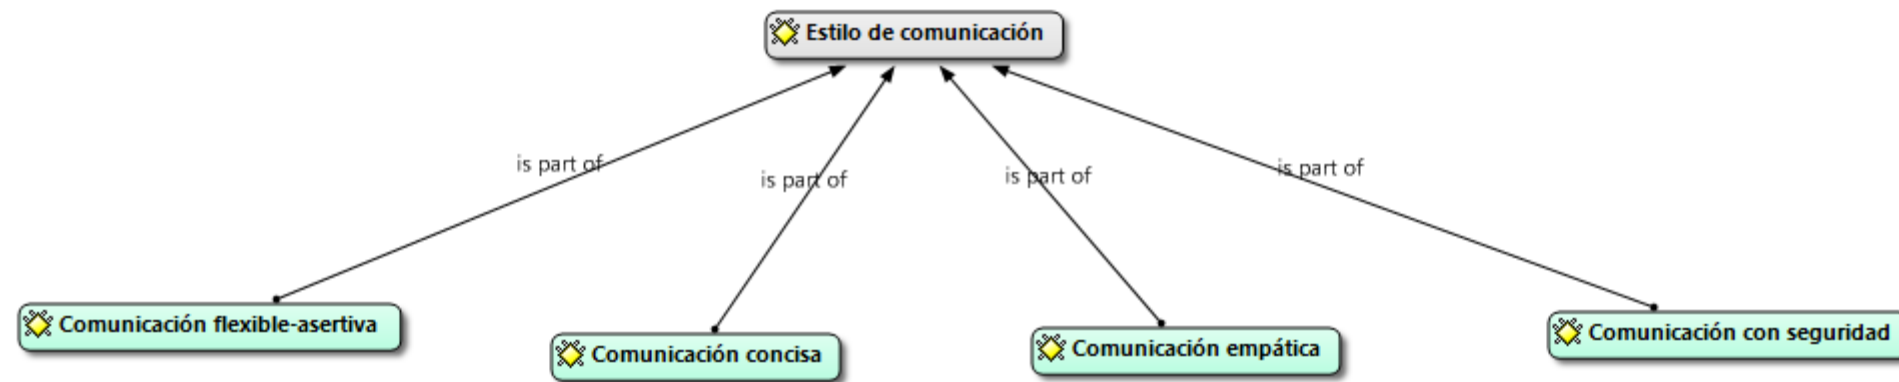 Estilo de comunicación
is part of
is part of
is part of
is part of
Comunicación flexible-asertiva
Comunicación concisa
Comunicación empática
Comunicación con seguridad